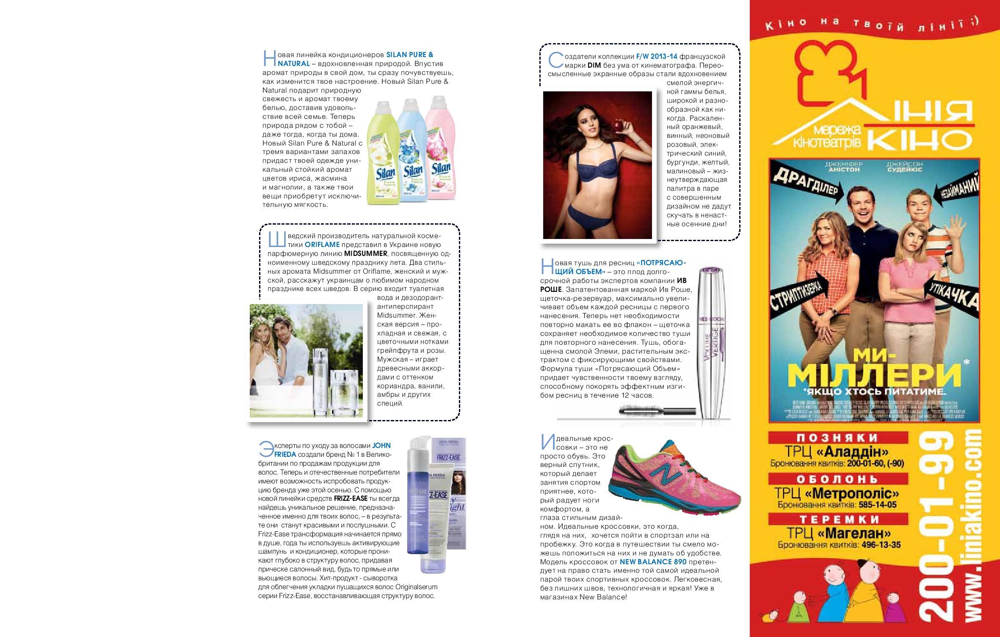 Новая линейка кондиционеров SILAN PURE &
NATURAL – вдохновленная природой. Впустив
аромат природы в свой дом, ты сразу почувствуешь,
как изменится твое настроение. Новый Silan Pure &
Natural подарит природную
свежесть и аромат твоему
белью, доставив удоволь-
ствие всей семье. Теперь
природа рядом с тобой –
даже тогда, когда ты дома.
Новый Silan Pure & Natural с
тремя вариантами запахов
придаст твоей одежде уни-
кальный стойкий аромат
цветов ириса, жасмина
и магнолии, а также твои
вещи приобретут исключи-
тельную мягкость.
Silan
Silan
Silan
Шведский производитель натуральной косме-
тики ORIFLAME представил в Украине новую
парфюмерную линию MIDSUMMER, посвященную од-
ноименному шведскому празднику лета. Два стиль-
ных аромата Midsummer от Oriflame, женский и муж-
ской, расскажут украинцам о любимом народном
празднике всех шведов. В серию входит туалетная
вода и дезодорант-
антиперспирант
Midsummer. Жен-
ская версия – про-
хладная и свежая, с
цветочными нотками
грейпфрута и розы.
Мужская – играет
древесными аккор-
дами с оттенком
кориандра, ванили,
амбры и других
специй.
Эксперты по уходу за волосами JOHN
FRIEDA создали бренд № 1 в Велико-
британии по продажам продукции для
волос. Теперь и отечественные потребители
имеют возможность испробовать продук-
цию бренда уже этой осенью. С помощью
новой линейки средств FRIZZ-EASE ты всегда
найдешь уникальное решение, предназна-
ченное именно для твоих волос, – в результа-
те они станут красивыми и послушными. С
Frizz-Ease трансформация начинается прямо
в душе, года ты используешь активирующие
шампунь и кондиционер, которые прони-
кают глубоко в структуру волос, придавая
прическе салонный вид, будь то прямые или
вьющиеся волосы. Хит-продукт - сыворотка
для облегчения укладки пушащихся волос Originalserum
серии Frizz-Ease, восстанавливающая структуру волос.
JOHN FRIEDA
FRIZZ-EASE
Создатели коллекции F/W 2013-14 французской
марки DIM без ума от кинематографа. Перео-
смысленные экранные образы стали вдохновением
смелой энергич-
ной гаммы белья,
широкой и разно-
образной как ни-
когда. Раскален-
ный оранжевый,
винный, неоновый
розовый, элек-
трический синий,
бургунди, желтый,
малиновый – жиз-
неутверждающая
палитра в паре
с совершенным
дизайном не дадут
скучать в ненаст-
ные осенние дни!
Новая тушь для ресниц «ПОТРЯСАЮ-
ЩИЙ ОБЪЕМ» – это плод долго-
срочной работы экспертов компании ИВ
РОШЕ. Запатентованная маркой Ив Роше,
щеточка-резервуар, максимально увели-
чивает объем каждой ресницы с первого
нанесения. Теперь нет необходимости
повторно макать ее во флакон – щеточка
сохраняет необходимое количество туши
для повторного нанесения. Тушь, обога-
щенна смолой Элеми, растительным экс-
трактом с фиксирующими свойствами.
Формула туши «Потрясающий Объем»
придает чувственности твоему взгляду,
способному покорять эффектным изги-
бом ресниц в течение 12 часов.
YVES ROCHER
VOLUME
VERTIGE
Идеальные крос-
совки – это не
просто обувь. Это
верный спутник,
который делает
занятия спортом
приятнее, кото-
рый радует ноги
комфортом, а
глаза стильным дизай-
ном. Идеальные кроссовки, это когда,
глядя на них, хочется пойти в спортзал или на
пробежку. Это когда в путешествии ты смело мо-
жешь положиться на них и не думать об удобстве.
Модель кроссовок от NEW BALANCE 890 претен-
дует на право стать именно той самой идеальной
парой твоих спортивных кроссовок. Легковесная,
без лишних швов, технологичная и яркая! Уже в
магазинах New Balance!
Кіно на твоїй лінії ;)
ЛІНІЯ
КІНО
мережа
кінотеатрів
ДЖЕНІФЕР
АНІСТОН
ДЖЕЙСОН
СУДЕЙКІС
ДРАГДІЛЕР
НЕЗАЙМАНИЙ
СТРИПТИЗЕРКА
УТІКАЧКА
МИ-
МІЛЛЕРИ*
*ЯКЩО ХТОСЬ ПИТАТИМЕ.
ПОЗНЯКИ
ТРЦ «Аладдін»
Бронювання квитків: 200-01-60, (-90)
ОБОЛОНЬ
ТРЦ «Метрополіс»
Бронювання квитків: 585-14-05
ТЕРЕМКИ
ТРЦ «Магелан»
Бронювання квитків: 496-13-35
200-01-99
www.liniakino.com